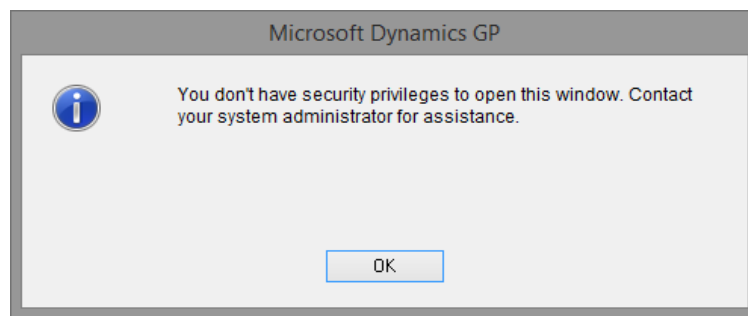 Microsoft Dynamics GP
You don't have security privileges to open this window. Contact
your system administrator for assistance.
OK